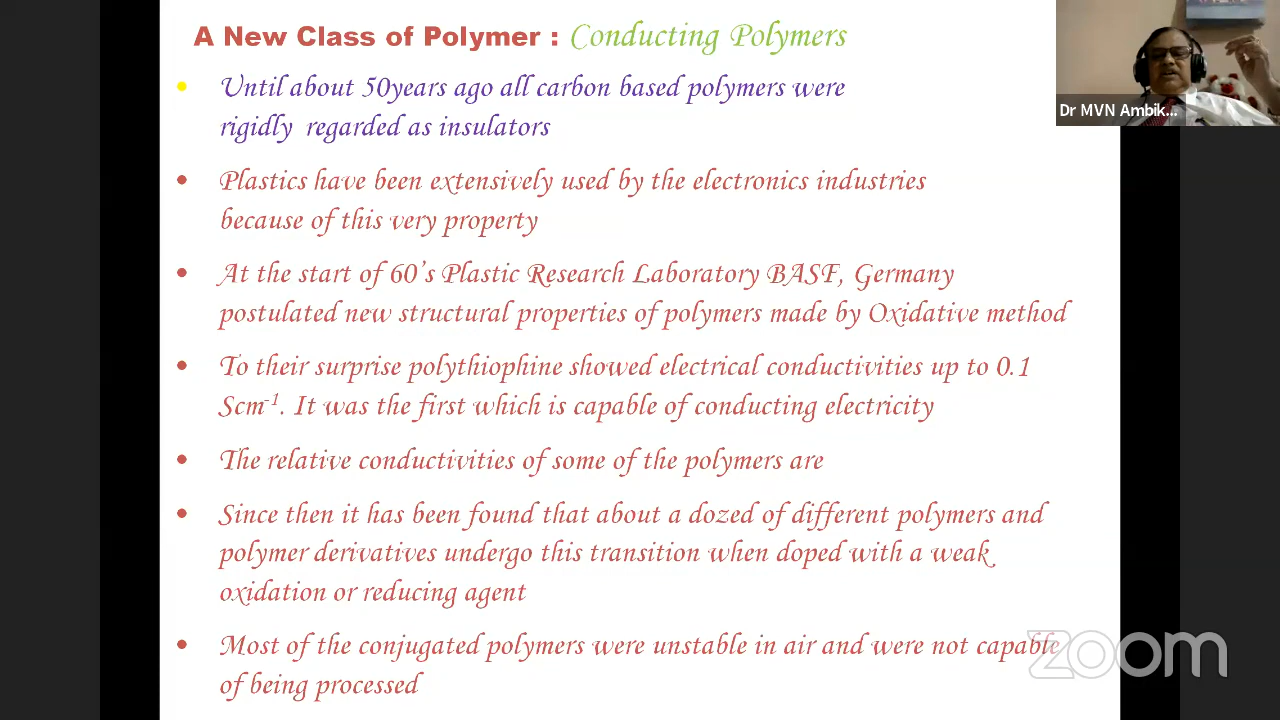 A New Class of Polymer : Conducting Polymers
Until about 50years ago all carbon based polymers were
rigidly regarded as insulators
Plastics have been extensively used by the electronics industries
because of this very property
At the start of 60's Plastic Research Laboratory BASF, Germany
postulated new structural properties of polymers made by Oxidative method
To their surprise polythiophine showed electrical conductivities up to 0.1
Scm-1. It was the first which is capable of conducting electricity
The relative conductivities of some of the polymers are
Since then it has been found that about a dozed of different polymers and
polymer derivatives undergo this transition when doped with a weak
oxidation or reducing agent
Most of the conjugated polymers were unstable in air and were not capable
of being processed
Dr MVN Ambik...
zoom